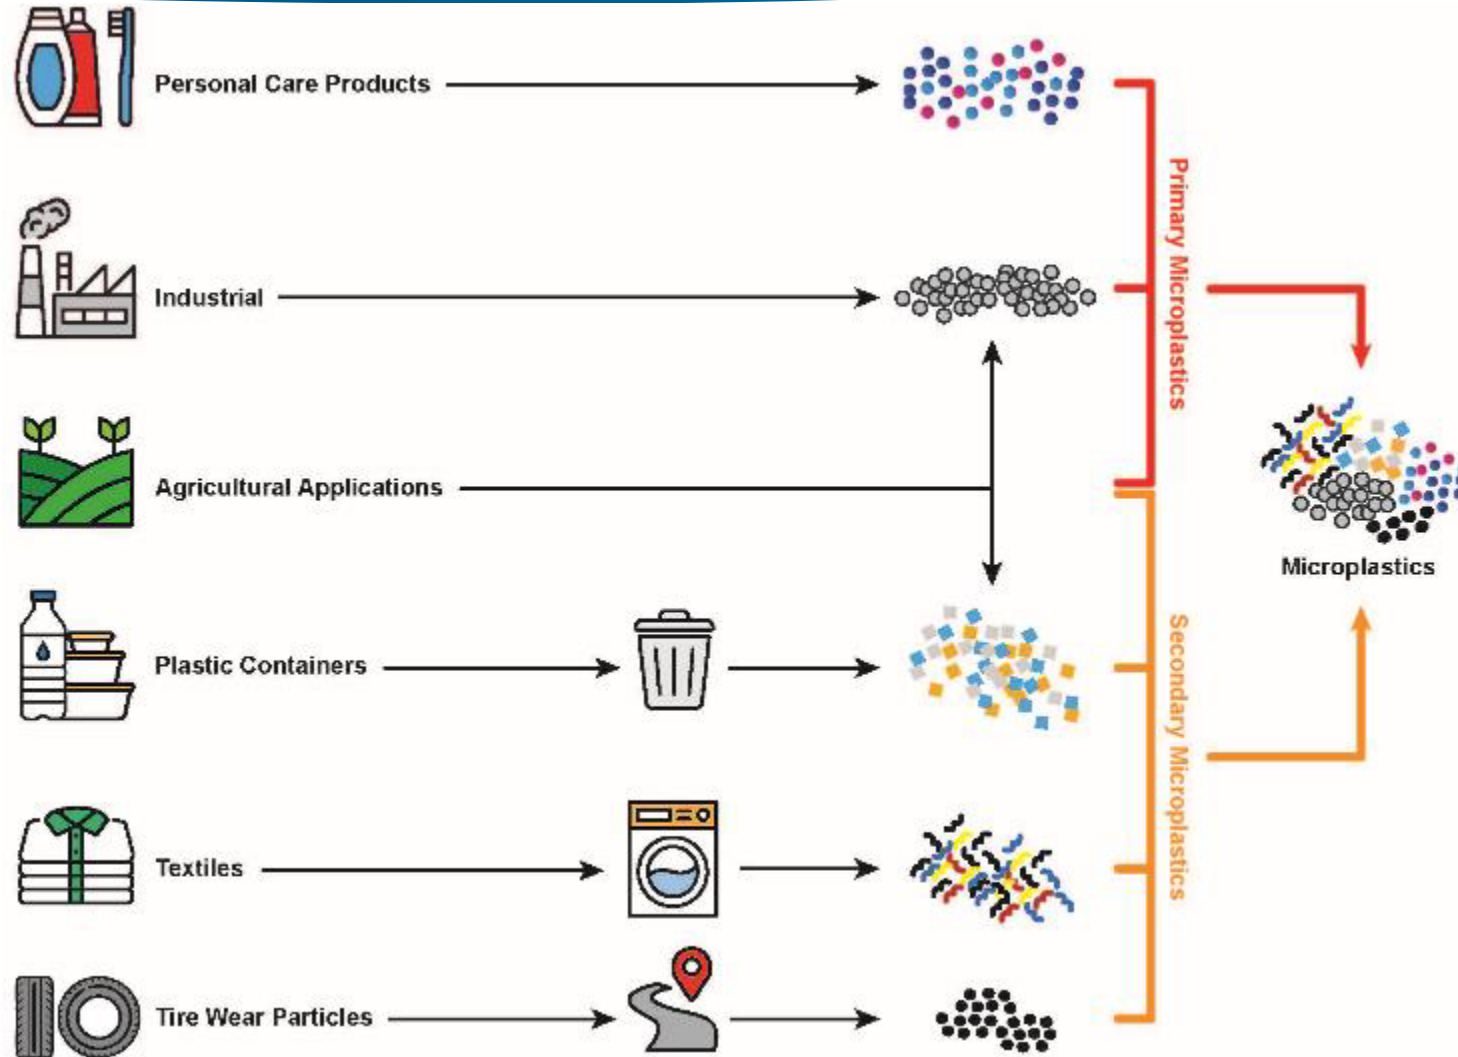 Personal Care Products
Industrial
Agricultural Applications
Plastic Containers
Textiles
Tire Wear Particles
Primary Microplastics
Secondary Microplastics
Microplastics